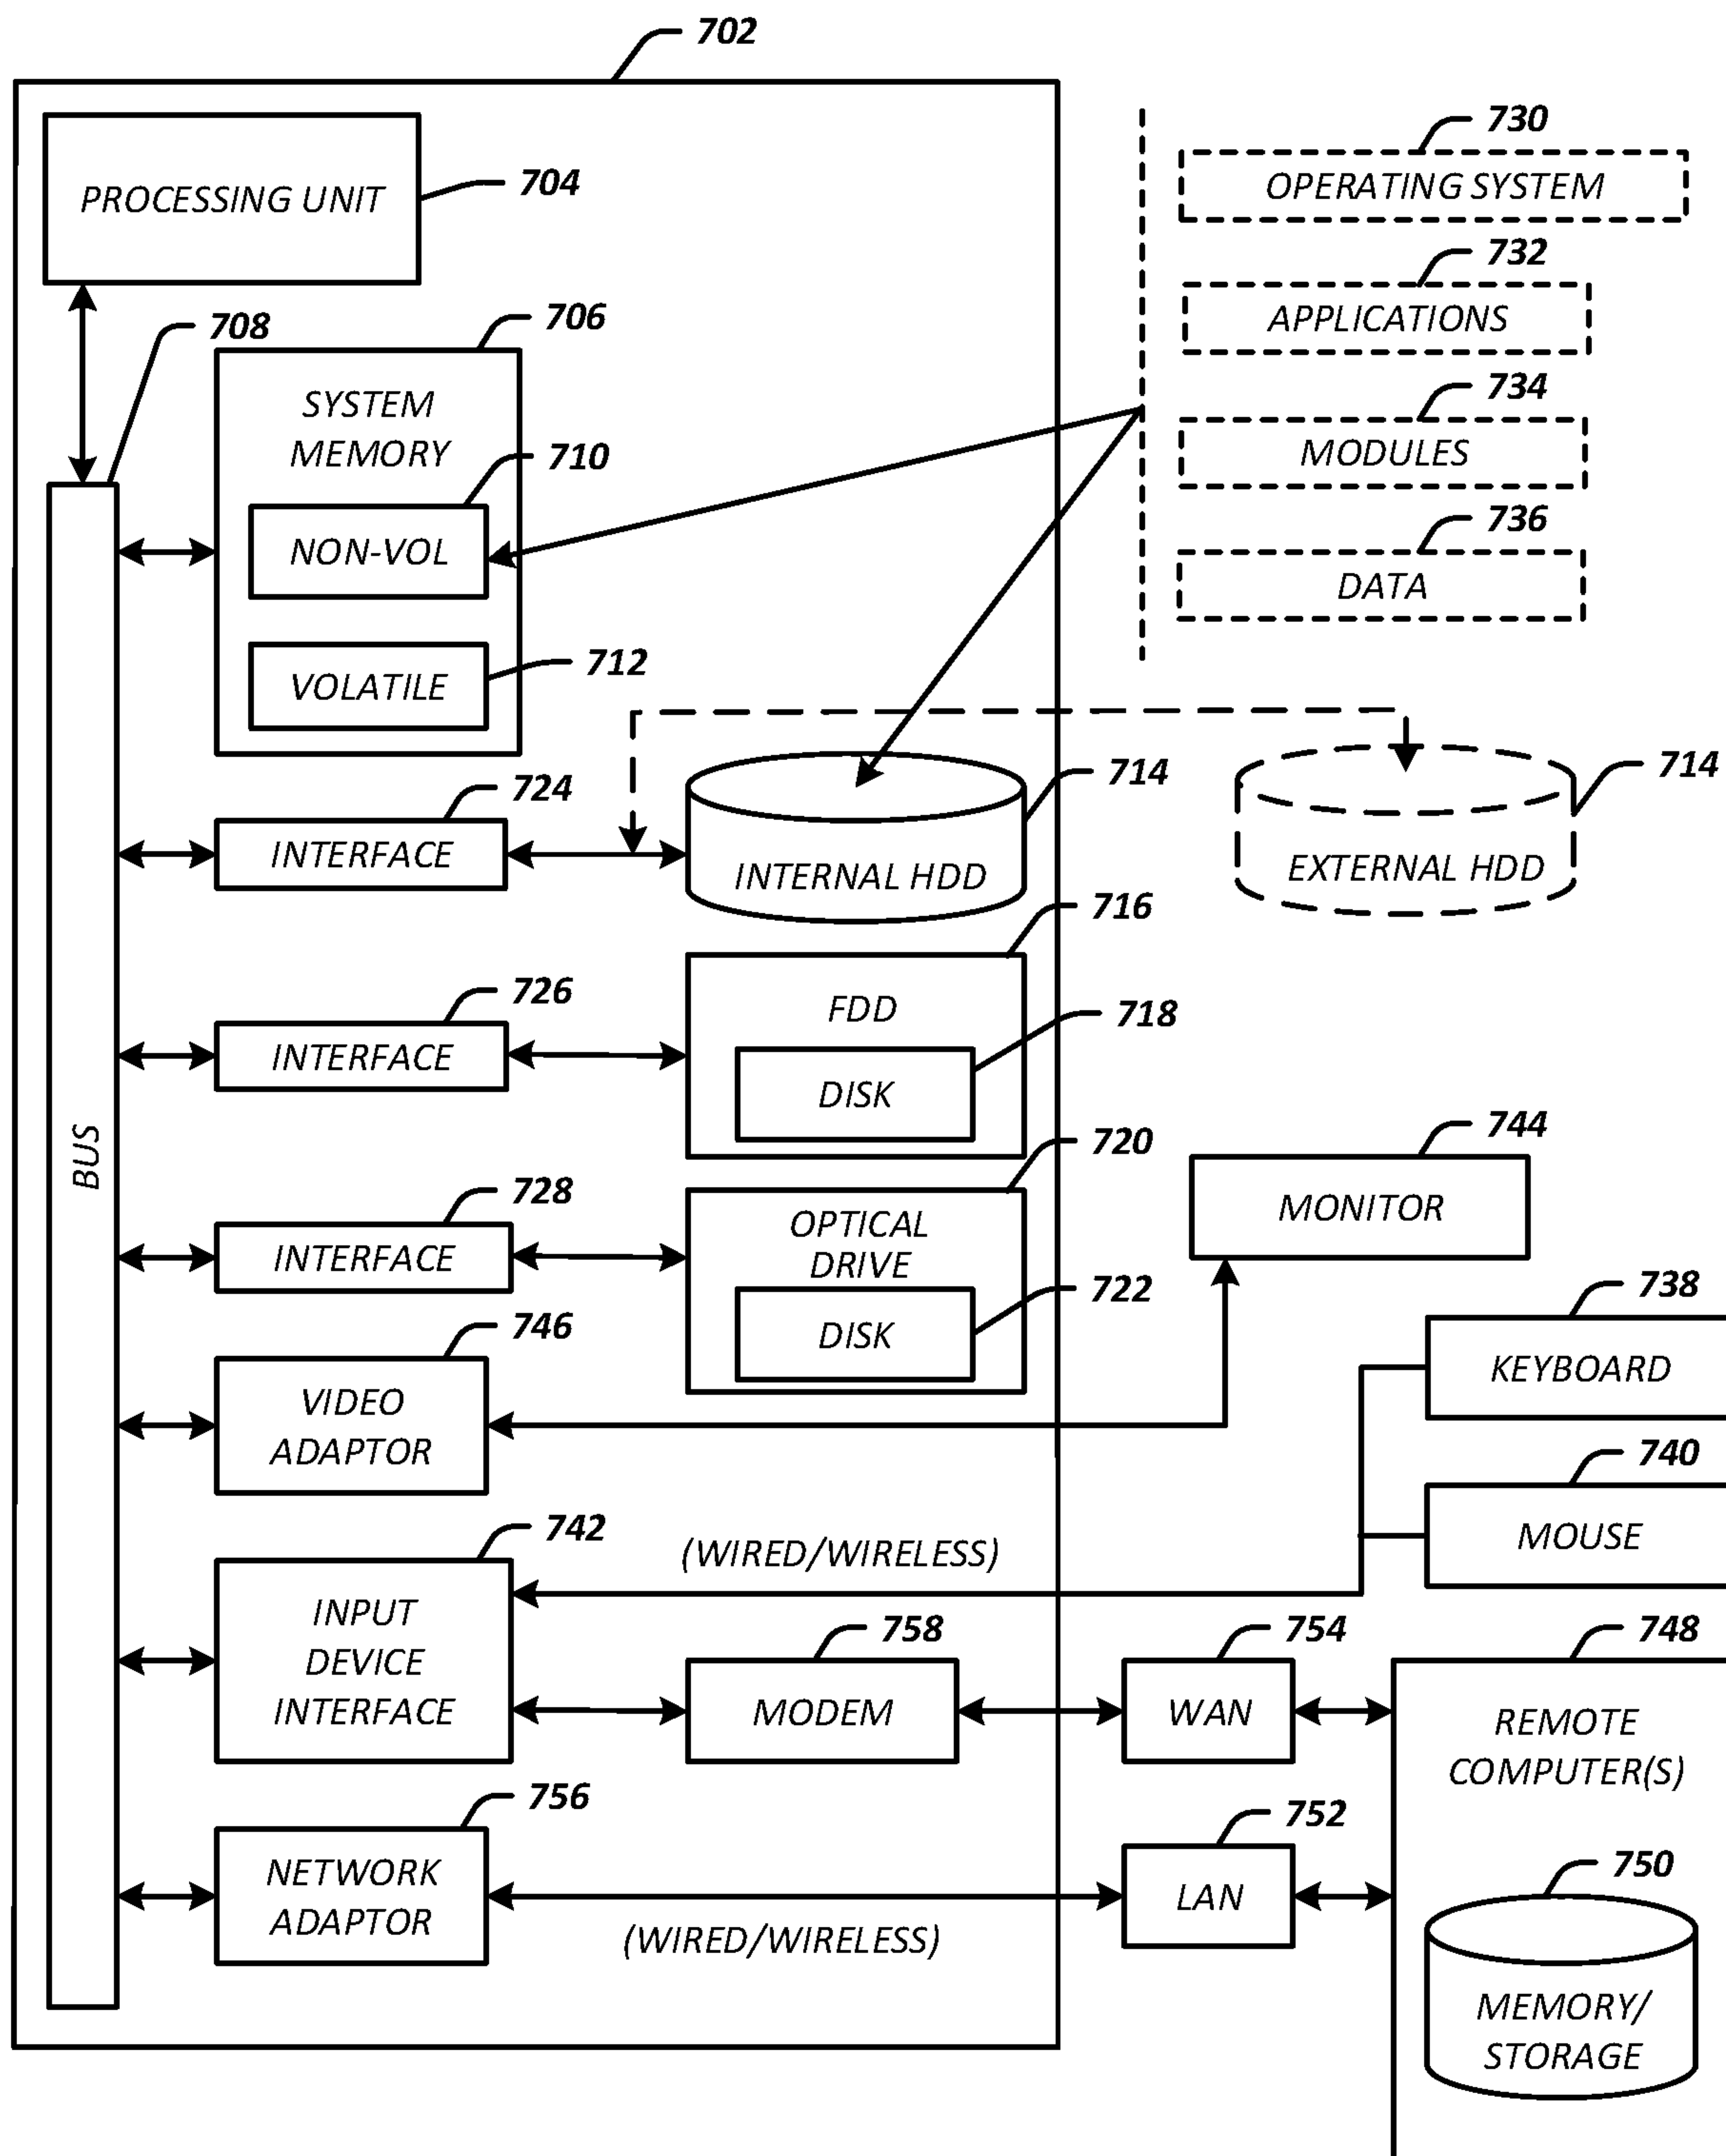 702
730
PROCESSING UNIT
704
OPERATING SYSTEM
732
APPLICATIONS
708
706
734
SYSTEM
MEMORY
710
MODULES
NON-VOL
736
DATA
712
VOLATILE
724
714
714
INTERFACE
INTERNAL HDD
EXTERNAL HDD
716
726
FDD
718
INTERFACE
DISK
BUS
720
744
728
OPTICAL
DRIVE
MONITOR
INTERFACE
722
738
746
DISK
KEYBOARD
VIDEO
ADAPTOR
740
742
(WIRED/WIRELESS)
MOUSE
INPUT
DEVICE
INTERFACE
758
754
748
MODEM
WAN
REMOTE
COMPUTER(S)
756
752
NETWORK
ADAPTOR
LAN
750
(WIRED/WIRELESS)
MEMORY/
STORAGE